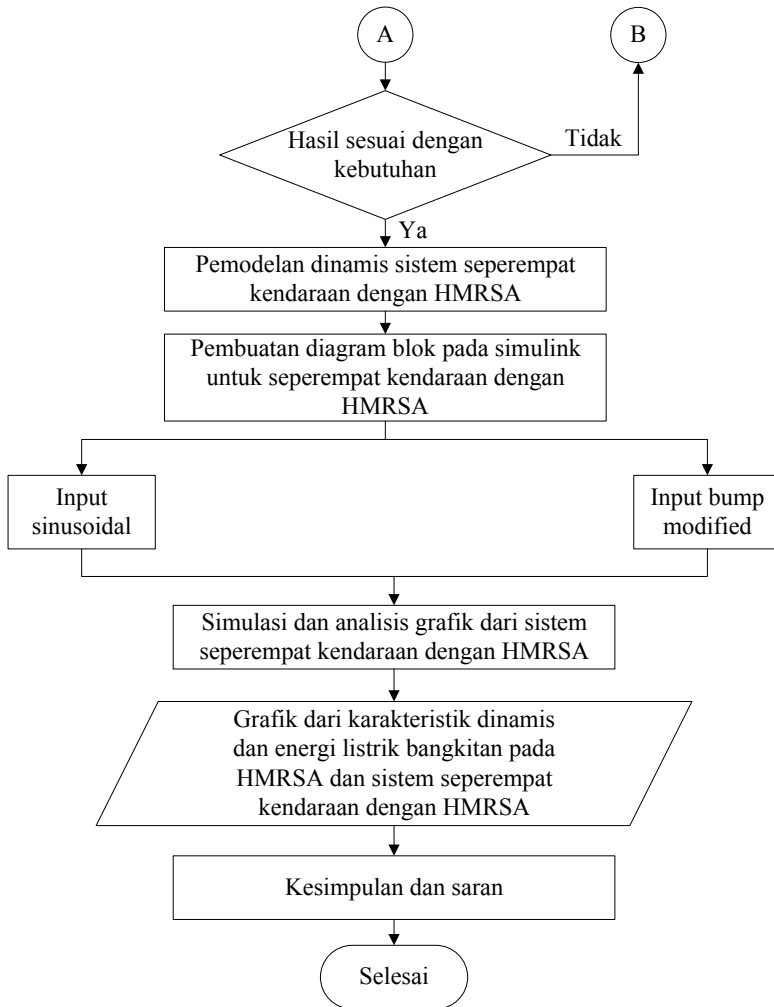 A
B
Hasil sesuai dengan
kebutuhan
Tidak
Ya
Pemodelan dinamis sistem seperempat
kendaraan dengan HMRSA
Pembuatan diagram blok pada simulink
untuk seperempat kendaraan dengan
HMRSA
Input
sinusoidal
Input bump
modified
Simulasi dan analisis grafik dari sistem
seperempat kendaraan dengan HMRSA
Grafik dari karakteristik dinamis
dan energi listrik bangkitan pada
HMRSA dan sistem seperempat
kendaraan dengan HMRSA
Kesimpulan dan saran
Selesai